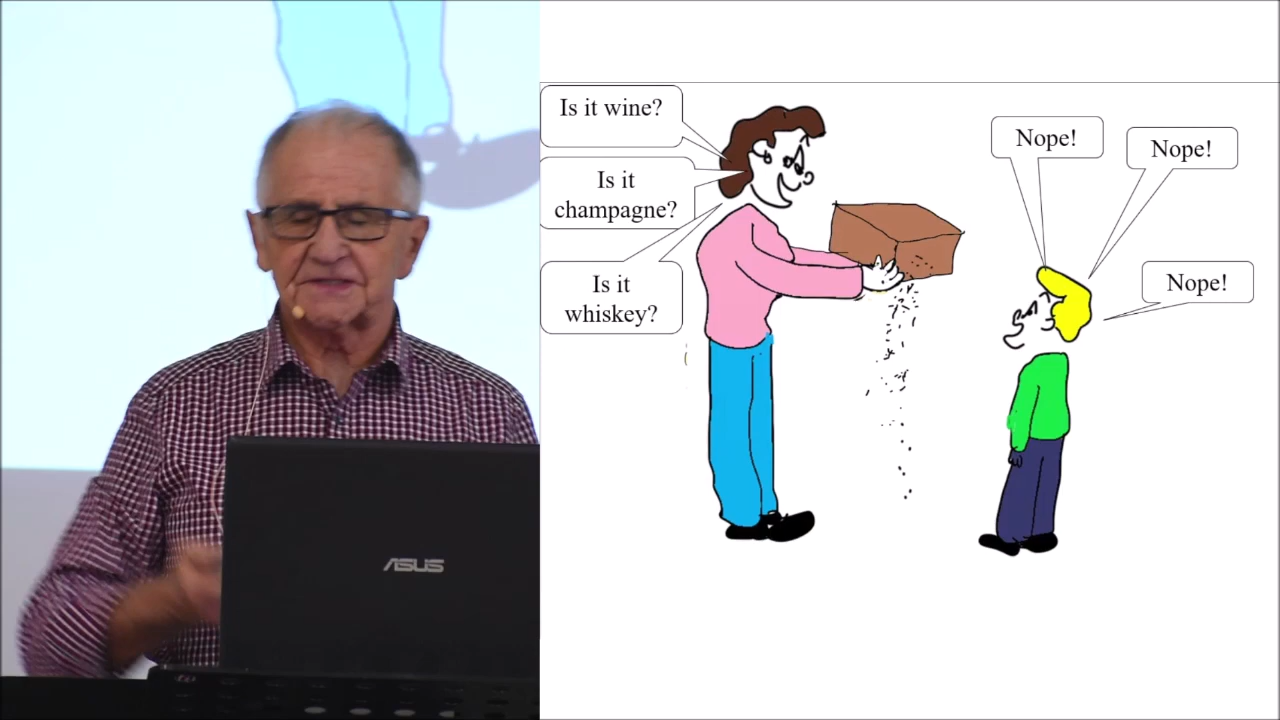 Is it wine?
Is it
champagne?
Is it
whiskey?
Nope!
Nope!
Nope!
ASUS